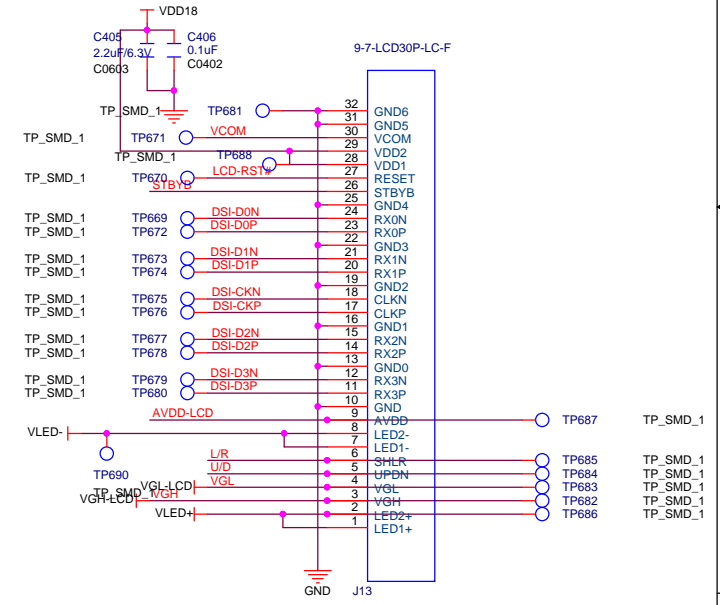 VDD18
C405
C406
2.2uF/6.3V
0.1uF
C0603
C0402
9-7-LCD30P-LC-F
TP_SMD_1 TP681 32 GND6
31 GND5
TP_SMD_1 TP671 VCOM 30 VCOM
29 VDD2
TP_SMD_1 TP688 28 VDD1
TP_SMD_1 TP670 LCD-RST# 27 RESET
STBYB 26 STBYB
25 GND4
TP_SMD_1 TP669 DSI-D0N 24 RX0N
TP_SMD_1 TP672 DSI-D0P 23 RX0P
22 GND3
TP_SMD_1 TP673 DSI-D1N 21 RX1N
TP_SMD_1 TP674 DSI-D1P 20 RX1P
19 GND2
TP_SMD_1 TP675 DSI-CKN 18 CLKN
TP_SMD_1 TP676 DSI-CKP 17 CLKP
16 GND1
TP_SMD_1 TP677 DSI-D2N 15 RX2N
TP_SMD_1 TP678 DSI-D2P 14 RX2P
13 GND0
TP_SMD_1 TP679 DSI-D3N 12 RX3N
TP_SMD_1 TP680 DSI-D3P 11 RX3P
10 GND
AVDD-LCD 9 AVDD TP687 TP_SMD_1
VLED- 8 LED2-
7 LED1-
L/R 6 SHLR TP685 TP_SMD_1
TP690 U/D 5 UPDN TP684 TP_SMD_1
VGL-LCD VGL 4 VGL TP683 TP_SMD_1
TP_SMD_1
VGH-LCD VGH 3 VGH TP682 TP_SMD_1
VLED+ 2 LED2+ TP686 TP_SMD_1
1 LED1+
GND J13